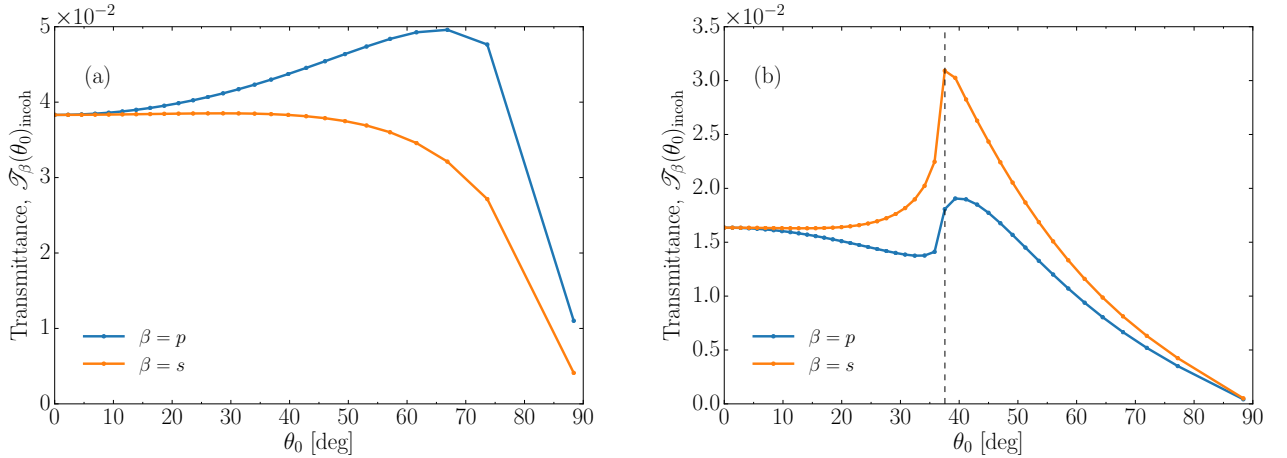 ×10⁻²
5
4
3
2
1
0
Transmittance, 𝒯β(θ0)incoh
(a)
β = p
β = s
0 10 20 30 40 50 60 70 80 90
θ0 [deg]
×10⁻²
3.5
3.0
2.5
2.0
1.5
1.0
0.5
0.0
Transmittance, 𝒯β(θ0)incoh
(b)
β = p
β = s
0 10 20 30 40 50 60 70 80 90
θ0 [deg]